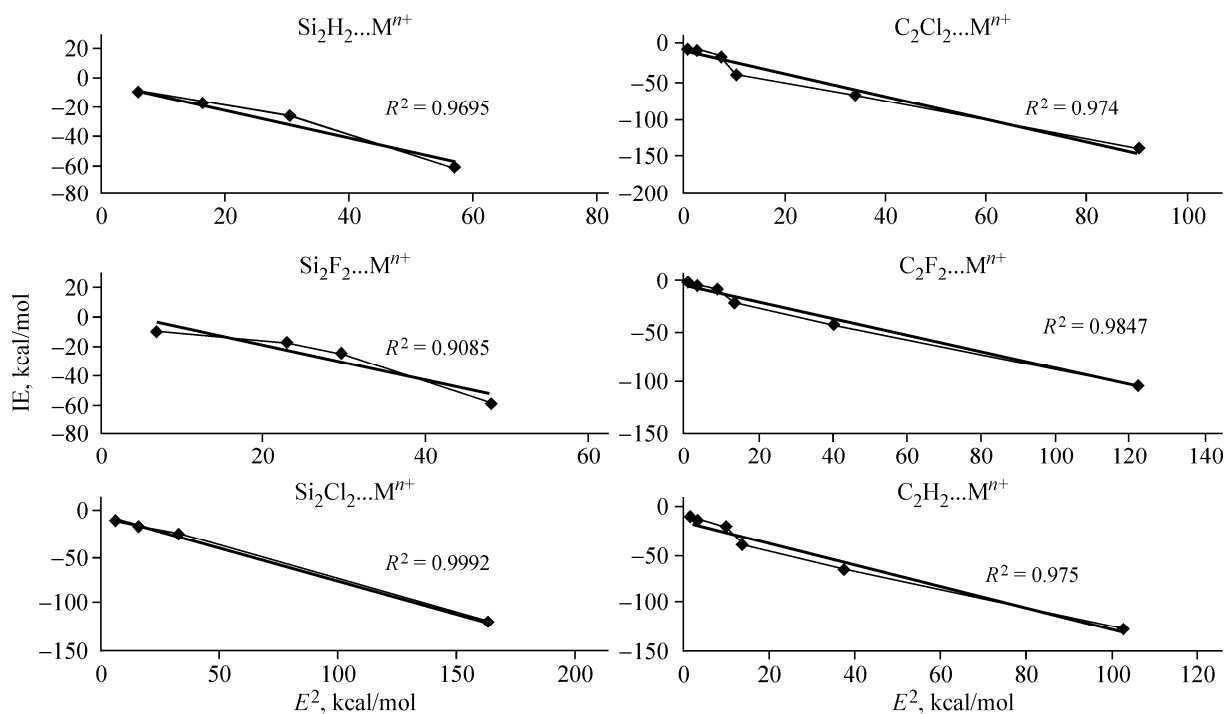 Si2H2...Mn+
20
0
−20
−40
−60
−80
R2 = 0.9695
0 20 40 60 80
C2Cl2...Mn+
0
−50
−100
−150
−200
R2 = 0.974
0 20 40 60 80 100
Si2F2...Mn+
20
0
−20
−40
−60
−80
R2 = 0.9085
0 20 40 60
IE, kcal/mol
C2F2...Mn+
0
−50
−100
−150
R2 = 0.9847
0 20 40 60 80 100 120 140
Si2Cl2...Mn+
0
−50
−100
−150
R2 = 0.9992
0 50 100 150 200
E2, kcal/mol
C2H2...Mn+
0
−50
−100
−150
R2 = 0.975
0 20 40 60 80 100 120
E2, kcal/mol